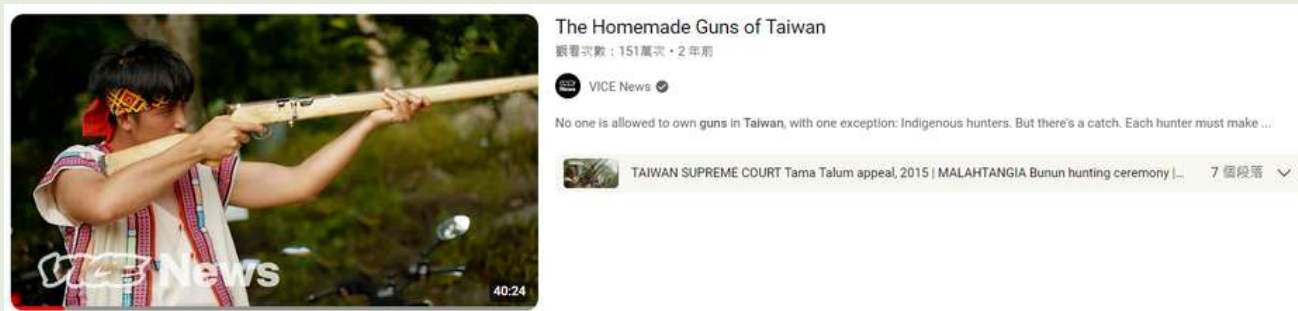 The Homemade Guns of Taiwan
觀看次數：151萬次・2 年前
VICE News
No one is allowed to own guns in Taiwan, with one exception: Indigenous hunters. But there's a catch. Each hunter must make ...
TAIWAN SUPREME COURT Tama Talum appeal, 2015 | MALAHTANGIA Bunun hunting ceremony |... 7 個段落
VICE News
40:24